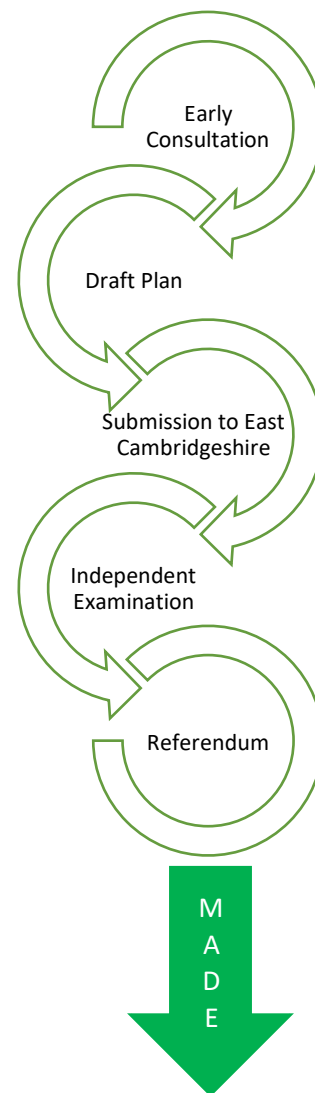 Early
Consultation
Draft Plan
Submission to East
Cambridgeshire
Independent
Examination
Referendum
M
A
D
E